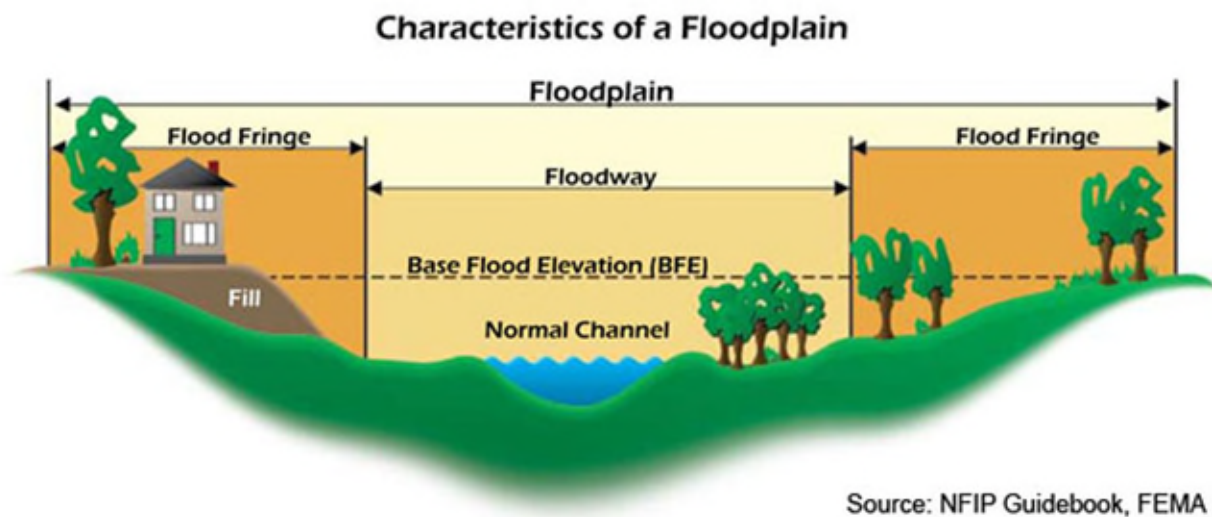 Characteristics of a Floodplain
Floodplain
Flood Fringe
Flood Fringe
Floodway
Base Flood Elevation (BFE)
Fill
Normal Channel
Source: NFIP Guidebook, FEMA